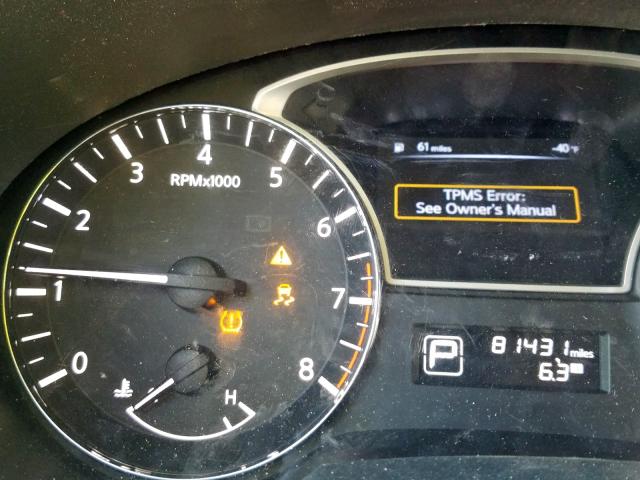 61 miles -40°F
TPMS Error:
See Owner's Manual
RPMx1000
0
1
2
3
4
5
6
7
8
H
P
81431 miles
6.3